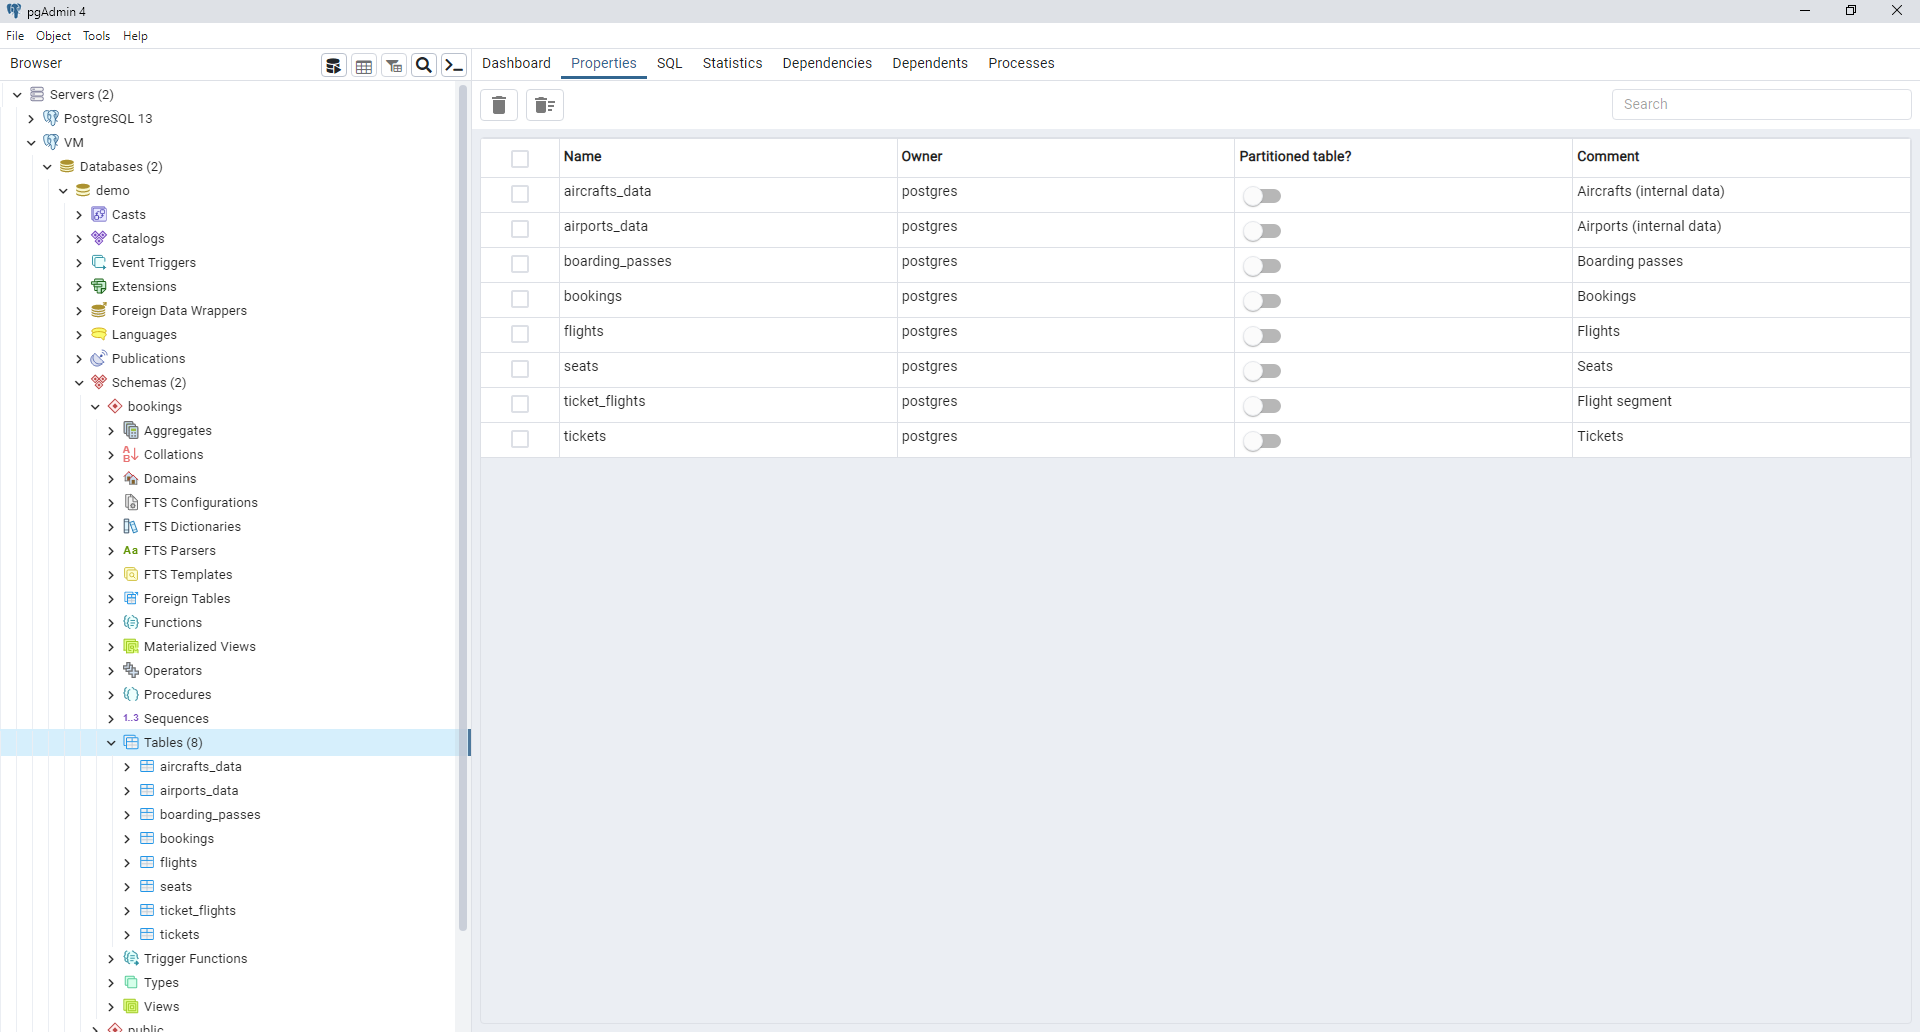 pgAdmin 4
File Object Tools Help
Browser
Dashboard Properties SQL Statistics Dependencies Dependents Processes
Search
Servers (2)
PostgreSQL 13
VM
Databases (2)
demo
Casts
Catalogs
Event Triggers
Extensions
Foreign Data Wrappers
Languages
Publications
Schemas (2)
bookings
Aggregates
Collations
Domains
FTS Configurations
FTS Dictionaries
Aa FTS Parsers
FTS Templates
Foreign Tables
Functions
Materialized Views
Operators
Procedures
1..3 Sequences
Tables (8)
aircrafts_data
airports_data
boarding_passes
bookings
flights
seats
ticket_flights
tickets
Trigger Functions
Types
Views
public
Name Owner Partitioned table? Comment
aircrafts_data postgres Aircrafts (internal data)
airports_data postgres Airports (internal data)
boarding_passes postgres Boarding passes
bookings postgres Bookings
flights postgres Flights
seats postgres Seats
ticket_flights postgres Flight segment
tickets postgres Tickets